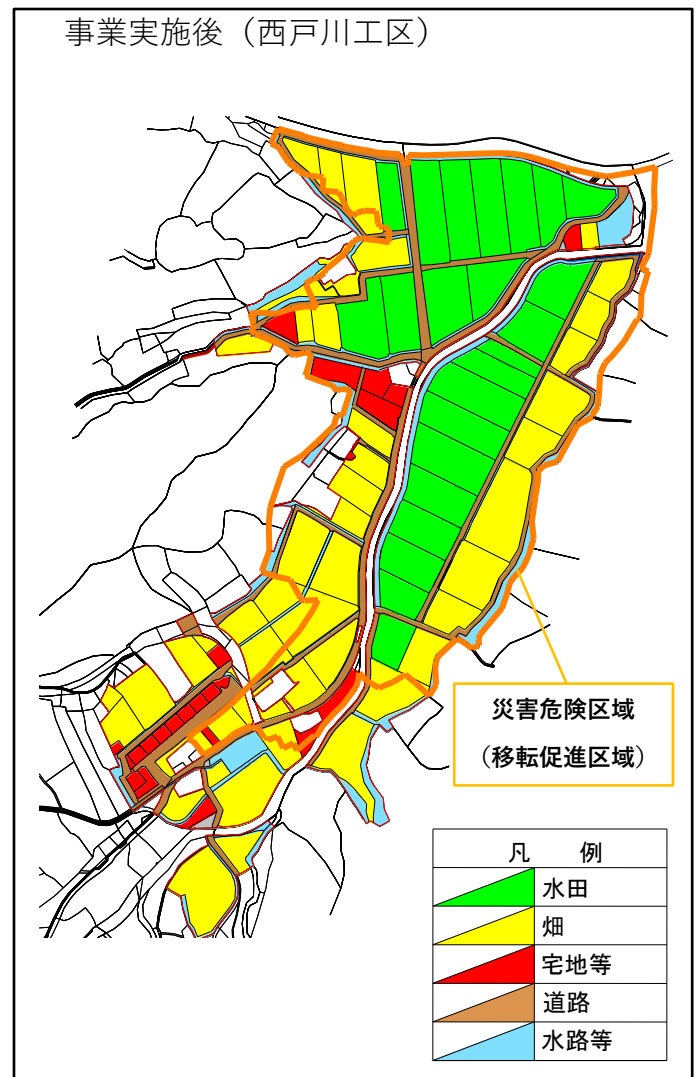 事業実施後（西戸川工区）
災害危険区域
（移転促進区域）
凡 例
水田
畑
宅地等
道路
水路等